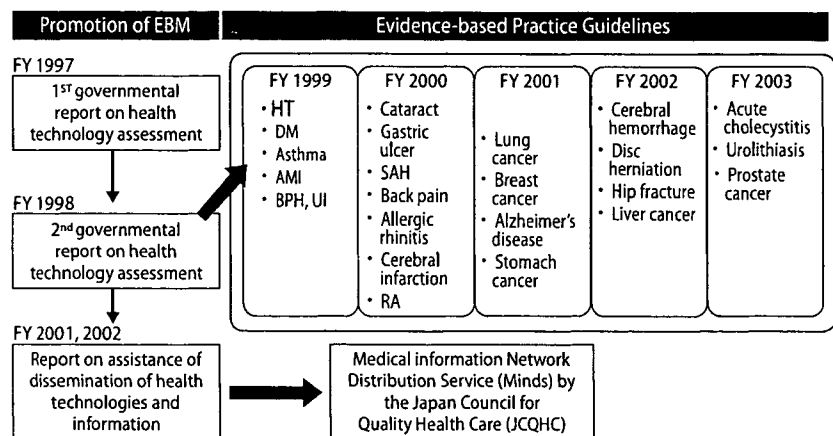 Promotion of EBM
Evidence-based Practice Guidelines
FY 1997
1ST governmental
report on health
technology assessment
FY 1998
2nd governmental
report on health
technology assessment
FY 2001, 2002
Report on assistance of
dissemination of health
technologies and
information
FY 1999
• HT
• DM
• Asthma
• AMI
• BPH, UI
FY 2000
• Cataract
• Gastric
ulcer
• SAH
• Back pain
• Allergic
rhinitis
• Cerebral
infarction
• RA
FY 2001
• Lung
cancer
• Breast
cancer
• Alzheimer's
disease
• Stomach
cancer
FY 2002
• Cerebral
hemorrhage
• Disc
herniation
• Hip fracture
• Liver cancer
FY 2003
• Acute
cholecystitis
• Urolithiasis
• Prostate
cancer
Medical information Network
Distribution Service (Minds) by
the Japan Council for
Quality Health Care (JCQHC)